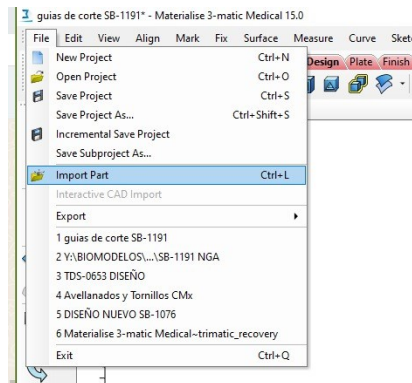 guias de corte SB-1191* - Materialise 3-matic Medical 15.0
File Edit View Align Mark Fix Surface Measure Curve
Design Plate Finish
New Project Ctrl+N
Open Project Ctrl+O
Save Project Ctrl+S
Save Project As... Ctrl+Shift+S
Incremental Save Project
Save Subproject As...
Import Part Ctrl+L
Interactive CAD Import
Export
1 guias de corte SB-1191
2 Y:\BIOMODELOS\...\SB-1191 NGA
3 TDS-0653 DISEÑO
4 Avellanados y Tornillos CMx
5 DISEÑO NUEVO SB-1076
6 Materialise 3-matic Medical~trimatic_recovery
Exit Ctrl+Q